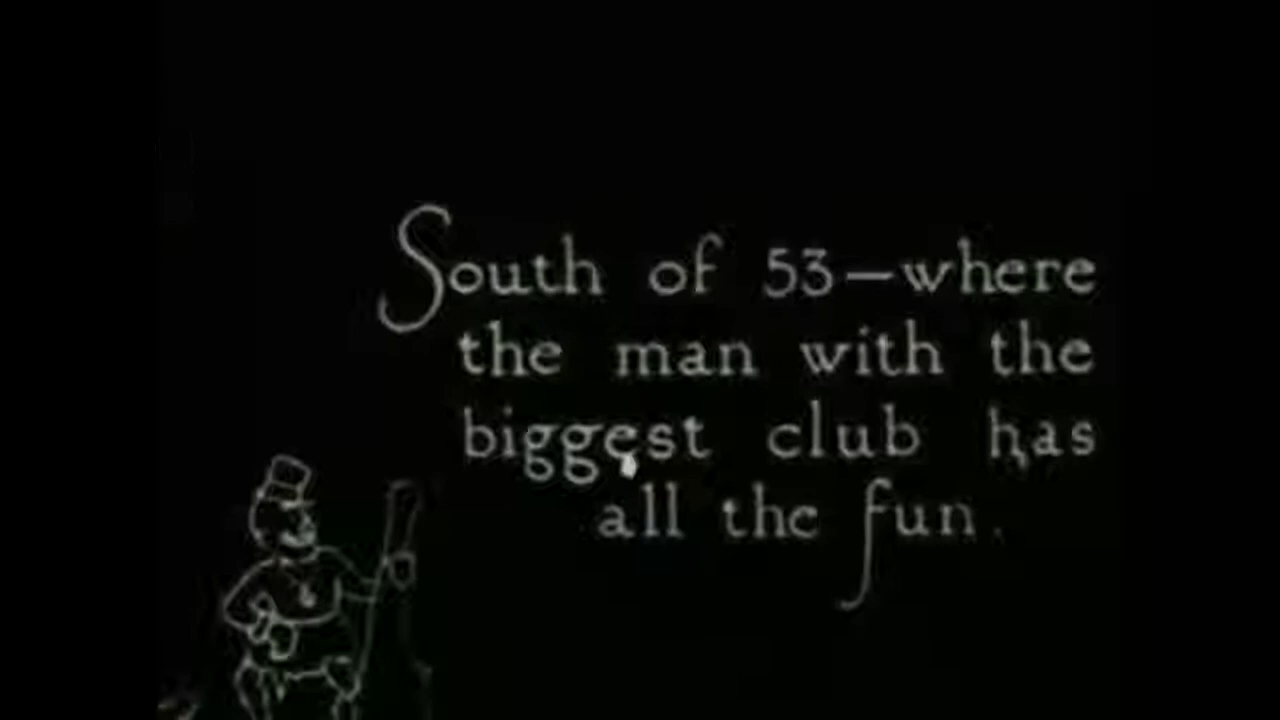 South of 53—where
the man with the
biggest club has
all the fun.